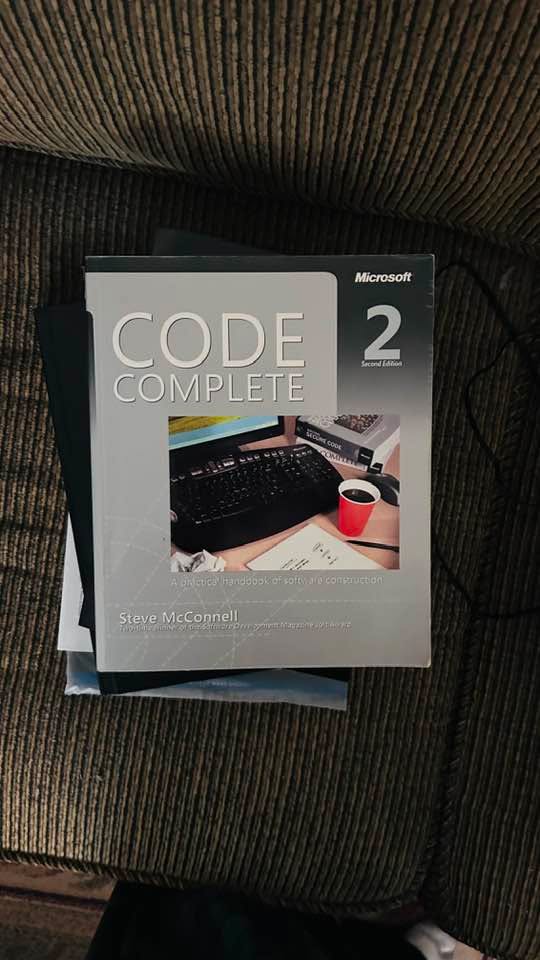 Microsoft
2
Second Edition
CODE
COMPLETE
SECURE CODE
COMPLETE
A practical handbook of software construction
Steve McConnell
Two-time winner of the Software Development Magazine Jolt Award